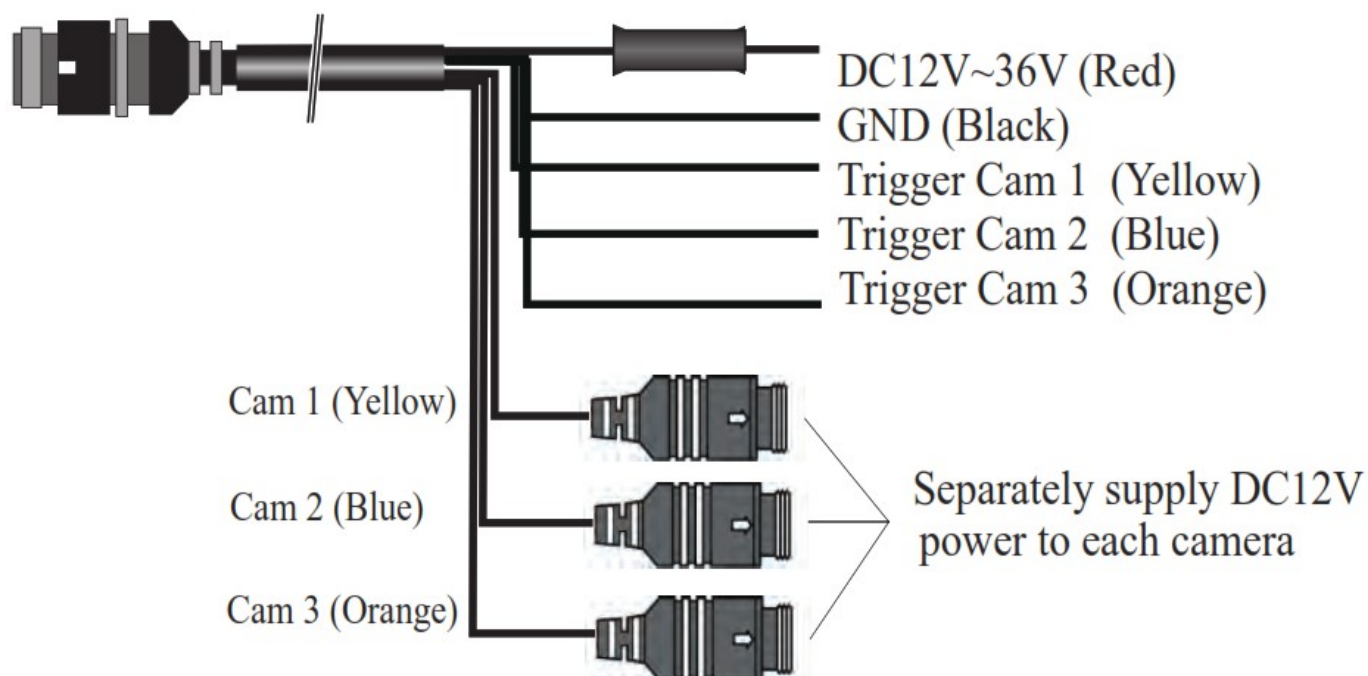 DC12V~36V (Red)
GND (Black)
Trigger Cam 1 (Yellow)
Trigger Cam 2 (Blue)
Trigger Cam 3 (Orange)
Cam 1 (Yellow)
Cam 2 (Blue)
Cam 3 (Orange)
Separately supply DC12V
power to each camera